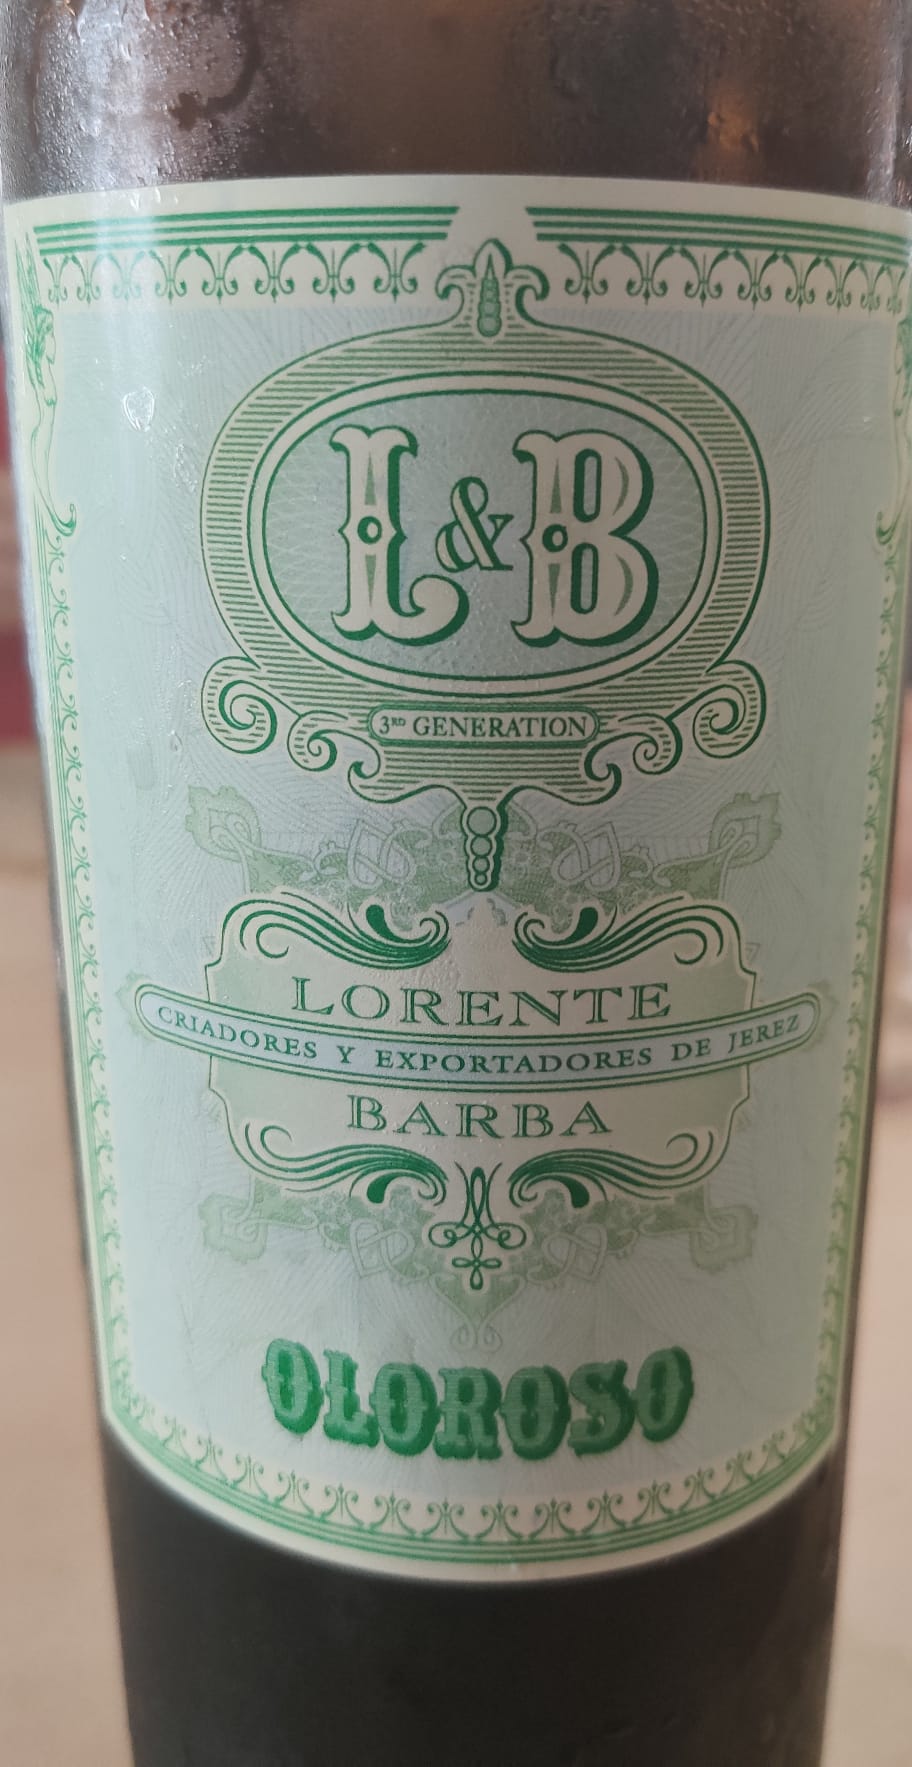 L&B
3RD GENERATION
LORENTE
CRIADORES Y EXPORTADORES DE JEREZ
BARBA
OLOROSO